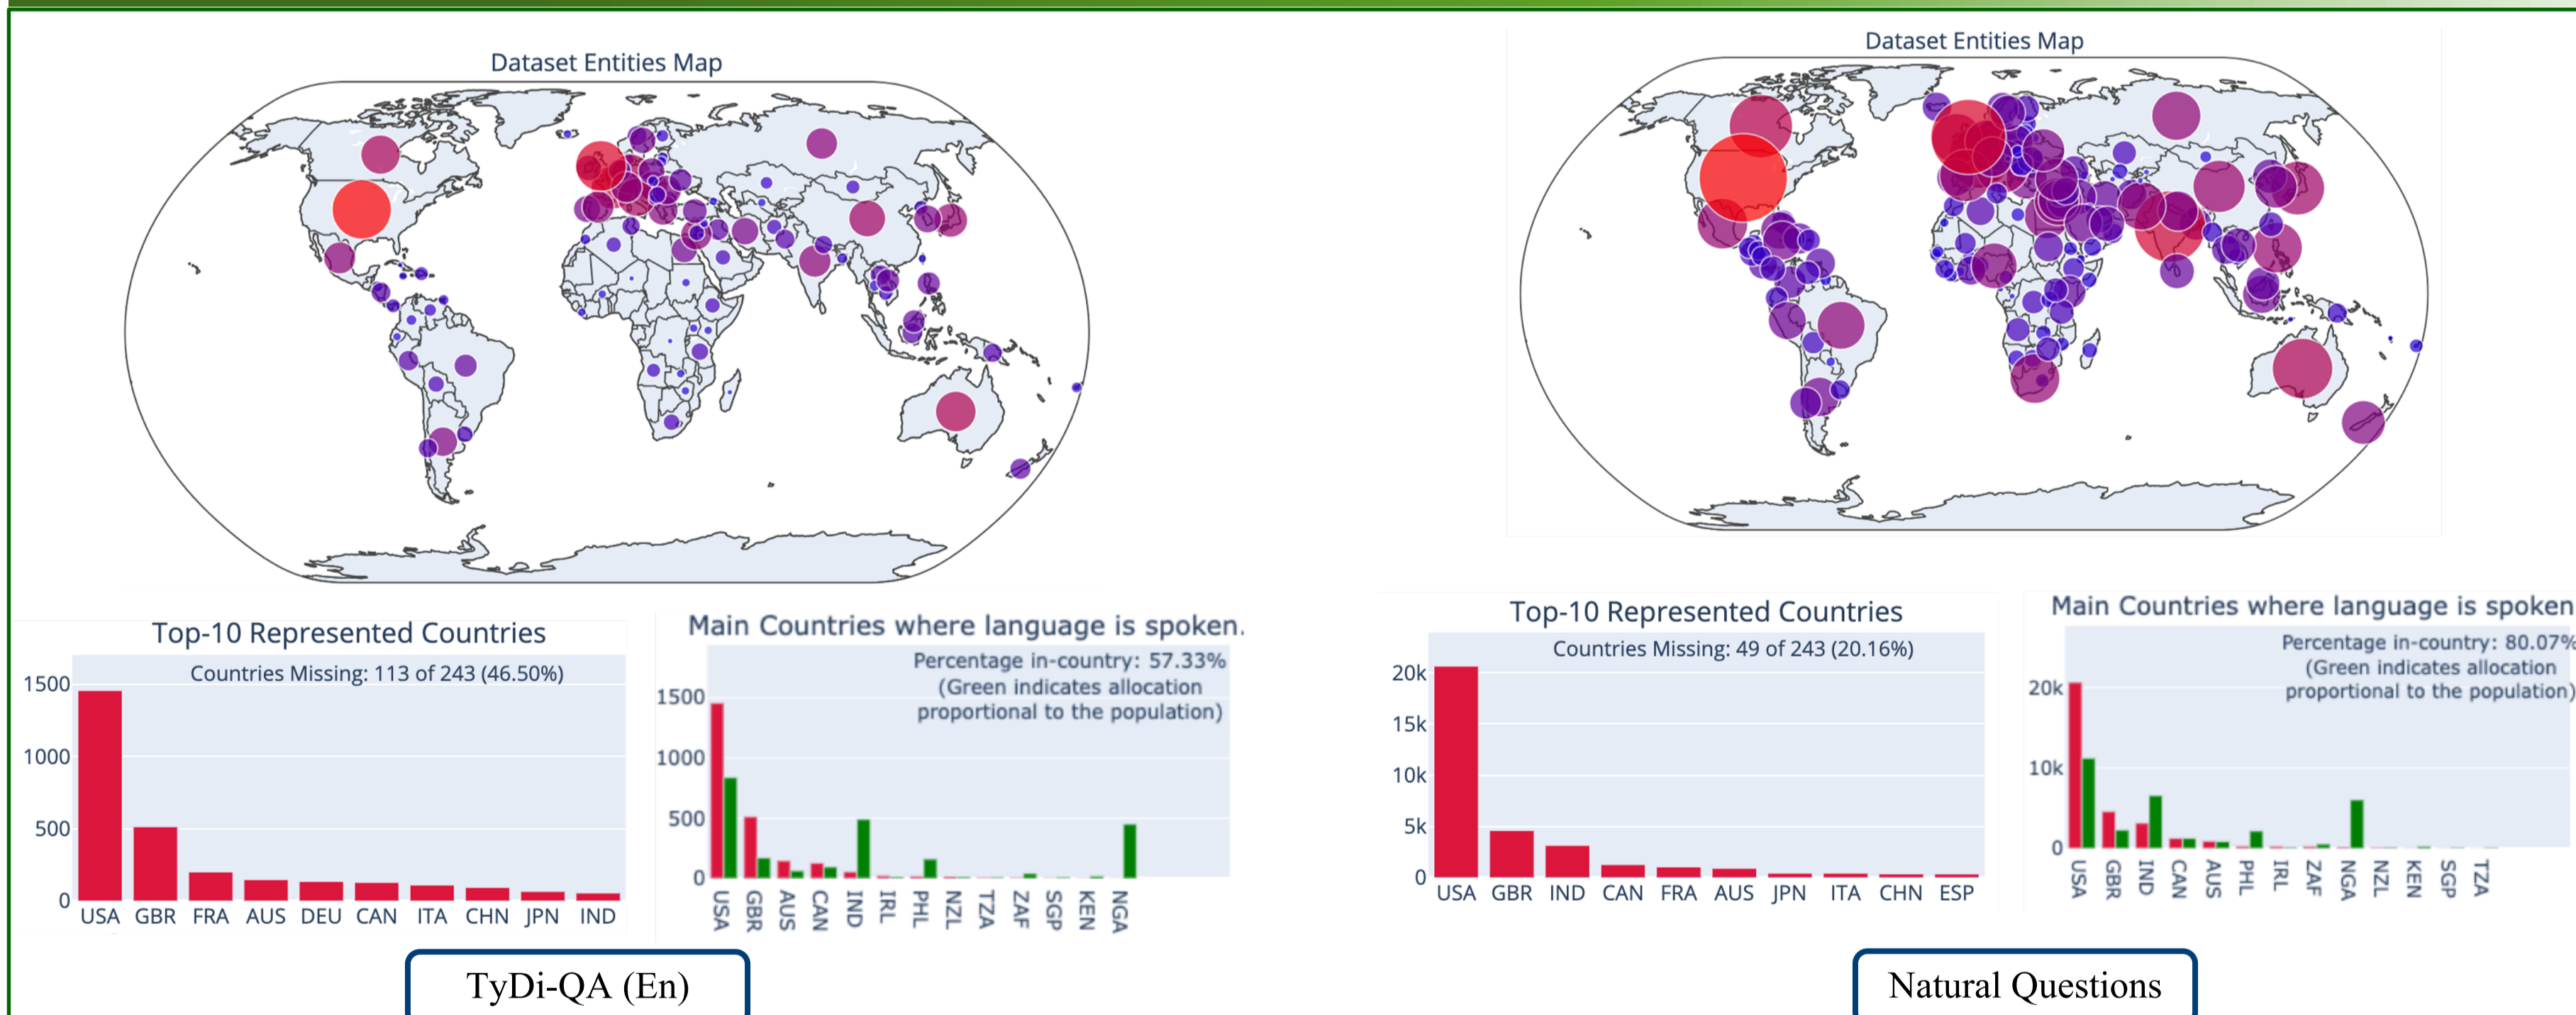 Dataset Entities Map
Top-10 Represented Countries
Countries Missing: 113 of 243 (46.50%)
1500
1000
500
0
USA GBR FRA AUS DEU CAN ITA CHN JPN IND
Main Countries where language is spoken.
Percentage in-country: 57.33%
(Green indicates allocation
proportional to the population)
1500
1000
500
0
USA GBR AUS CAN IND IRL PHL NZL TZA ZAF SGP KEN NGA
TyDi-QA (En)
Dataset Entities Map
Top-10 Represented Countries
Countries Missing: 49 of 243 (20.16%)
20k
15k
10k
5k
0
USA GBR IND CAN FRA AUS JPN ITA CHN ESP
Main Countries where language is spoken
Percentage in-country: 80.07%
(Green indicates allocation
proportional to the population)
20k
10k
0
USA GBR IND CAN AUS PHL IRL ZAF NGA NZL KEN SGP TZA
Natural Questions